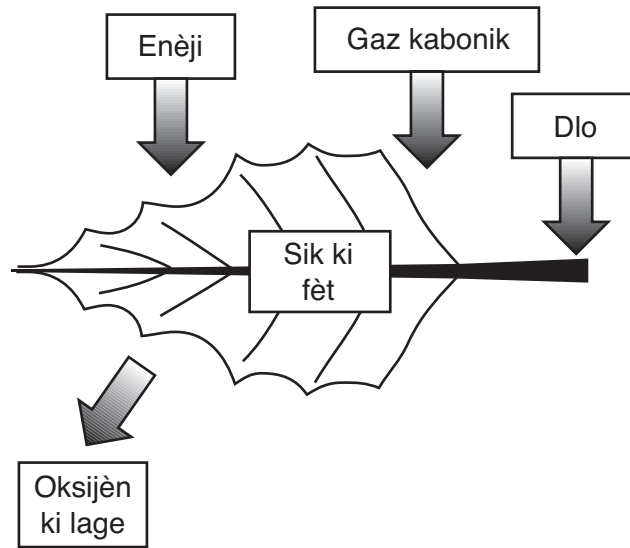 Enèji
Gaz kabonik
Dlo
Sik ki
fèt
Oksijèn
ki lage